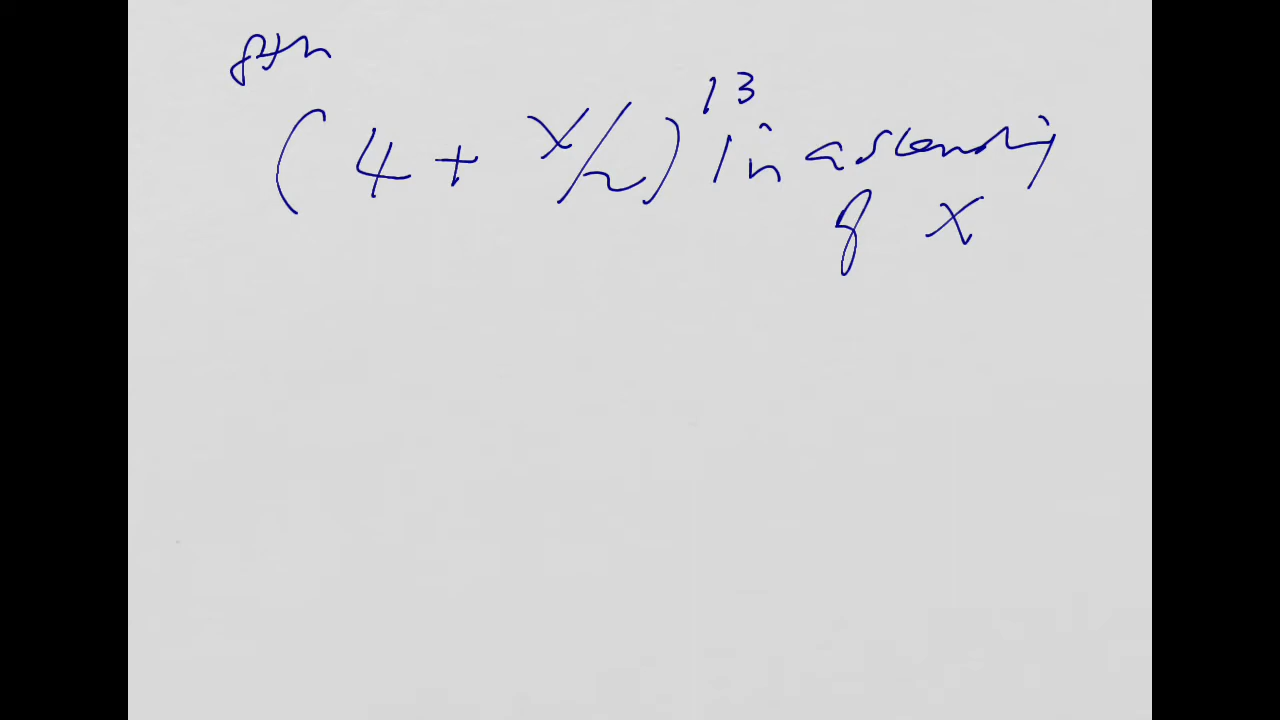 8th
(4 + x/2)^13 in ascending
of x